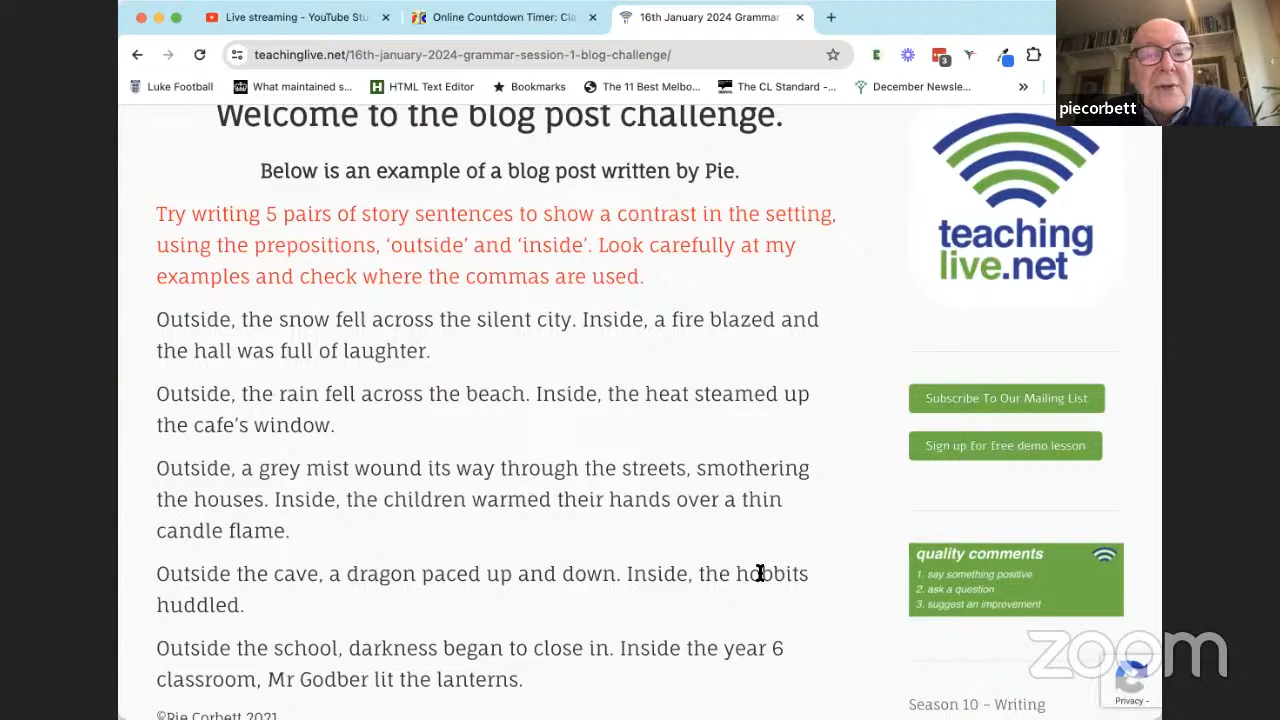 Live streaming - YouTube Stu
Online Countdown Timer: Cla
16th January 2024 Grammar
teachinglive.net/16th-january-2024-grammar-session-1-blog-challenge/
3
Luke Football
What maintained s...
HTML Text Editor
Bookmarks
The 11 Best Melbo...
The CL Standard -...
December Newsle...
piecorbett
Welcome to the blog post challenge.
Below is an example of a blog post written by Pie.
Try writing 5 pairs of story sentences to show a contrast in the setting,
using the prepositions, ‘outside’ and ‘inside’. Look carefully at my
examples and check where the commas are used.
Outside, the snow fell across the silent city. Inside, a fire blazed and
the hall was full of laughter.
Outside, the rain fell across the beach. Inside, the heat steamed up
the cafe’s window.
Outside, a grey mist wound its way through the streets, smothering
the houses. Inside, the children warmed their hands over a thin
candle flame.
Outside the cave, a dragon paced up and down. Inside, the hobbits
huddled.
Outside the school, darkness began to close in. Inside the year 6
classroom, Mr Godber lit the lanterns.
©Pie Corbett 2021
teaching
live.net
Subscribe To Our Mailing List
Sign up for free demo lesson
quality comments
1. say something positive
2. ask a question
3. suggest an improvement
zoom
Privacy -
Season 10 – Writing